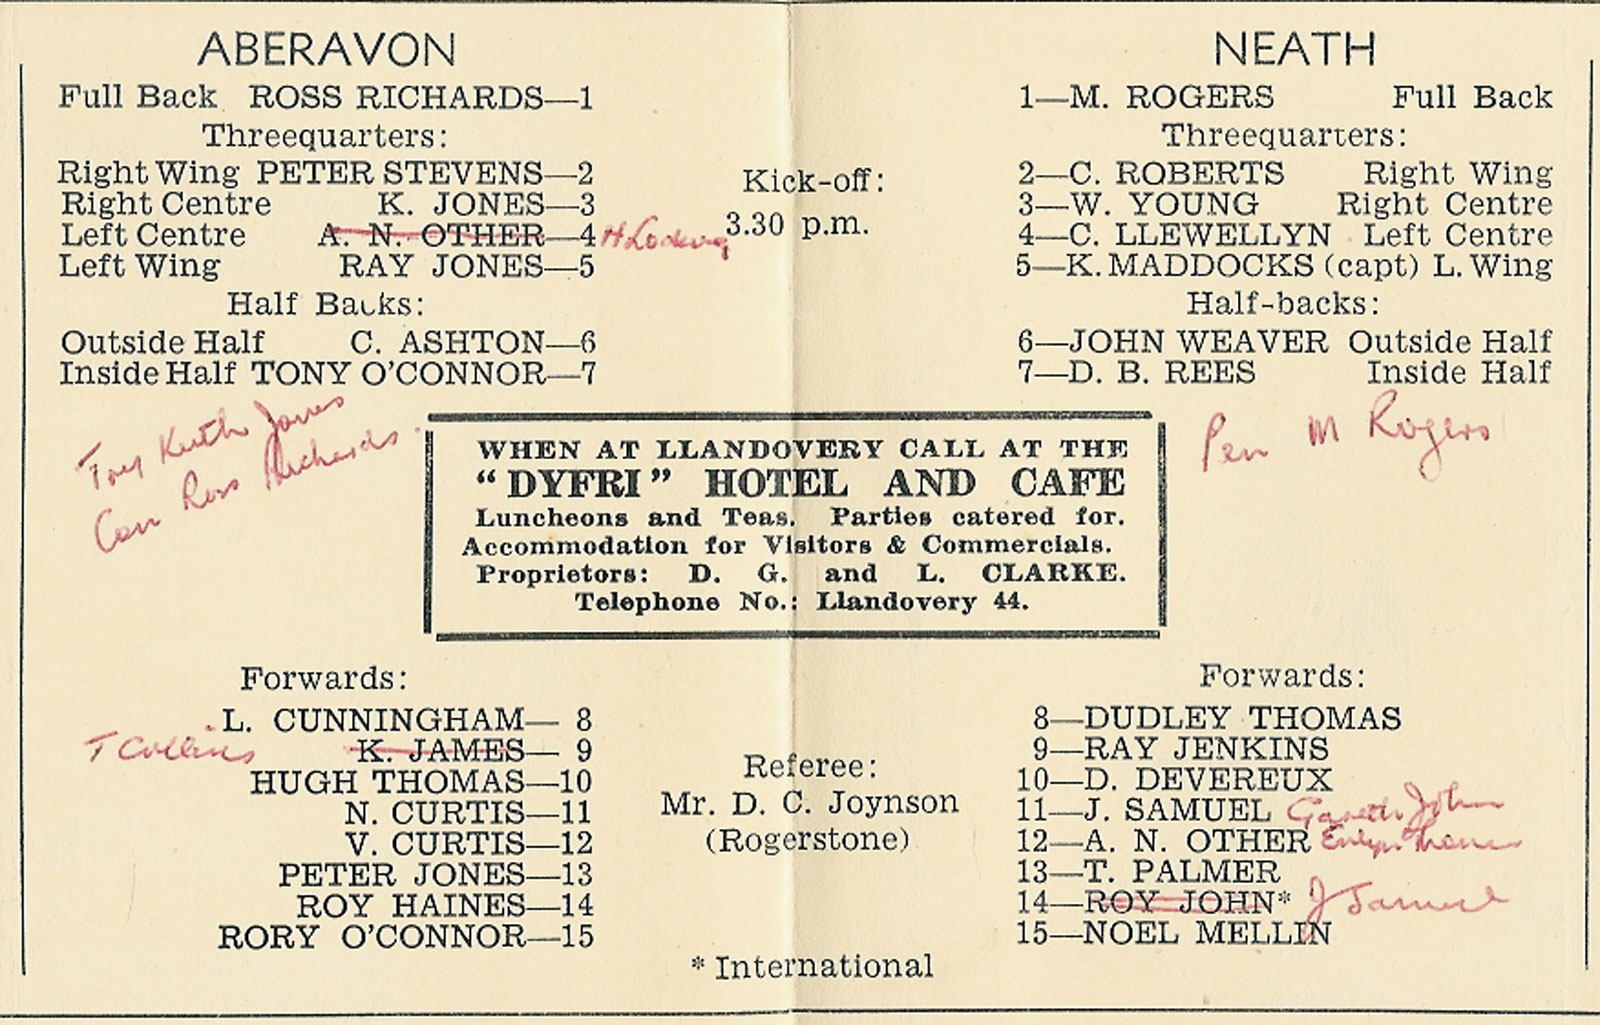 ABERAVON
Full Back ROSS RICHARDS—1
Threequarters:
Right Wing PETER STEVENS—2
Right Centre K. JONES—3
Left Centre A. N. OTHER—4
Left Wing RAY JONES—5
Half Backs:
Outside Half C. ASHTON—6
Inside Half TONY O'CONNOR—7
Try Keith Jones
Con Ross Richards.
Kick-off:
3.30 p.m.
NEATH
1—M. ROGERS Full Back
Threequarters:
2—C. ROBERTS Right Wing
3—W. YOUNG Right Centre
4—C. LLEWELLYN Left Centre
5—K. MADDOCKS (capt) L. Wing
Half-backs:
6—JOHN WEAVER Outside Half
7—D. B. REES Inside Half
Pen M Rogers
WHEN AT LLANDOVERY CALL AT THE
“DYFRI” HOTEL AND CAFE
Luncheons and Teas. Parties catered for.
Accommodation for Visitors & Commercials.
Proprietors: D. G. and L. CLARKE.
Telephone No.: Llandovery 44.
Forwards:
L. CUNNINGHAM— 8
T Collins K. JAMES— 9
HUGH THOMAS—10
N. CURTIS—11
V. CURTIS—12
PETER JONES—13
ROY HAINES—14
RORY O'CONNOR—15
Referee:
Mr. D. C. Joynson
(Rogerstone)
* International
Forwards:
8—DUDLEY THOMAS
9—RAY JENKINS
10—D. DEVEREUX
11—J. SAMUEL Gareth John
12—A. N. OTHER Thomas
13—T. PALMER
14—ROY JOHN* J Samuel
15—NOEL MELLIN